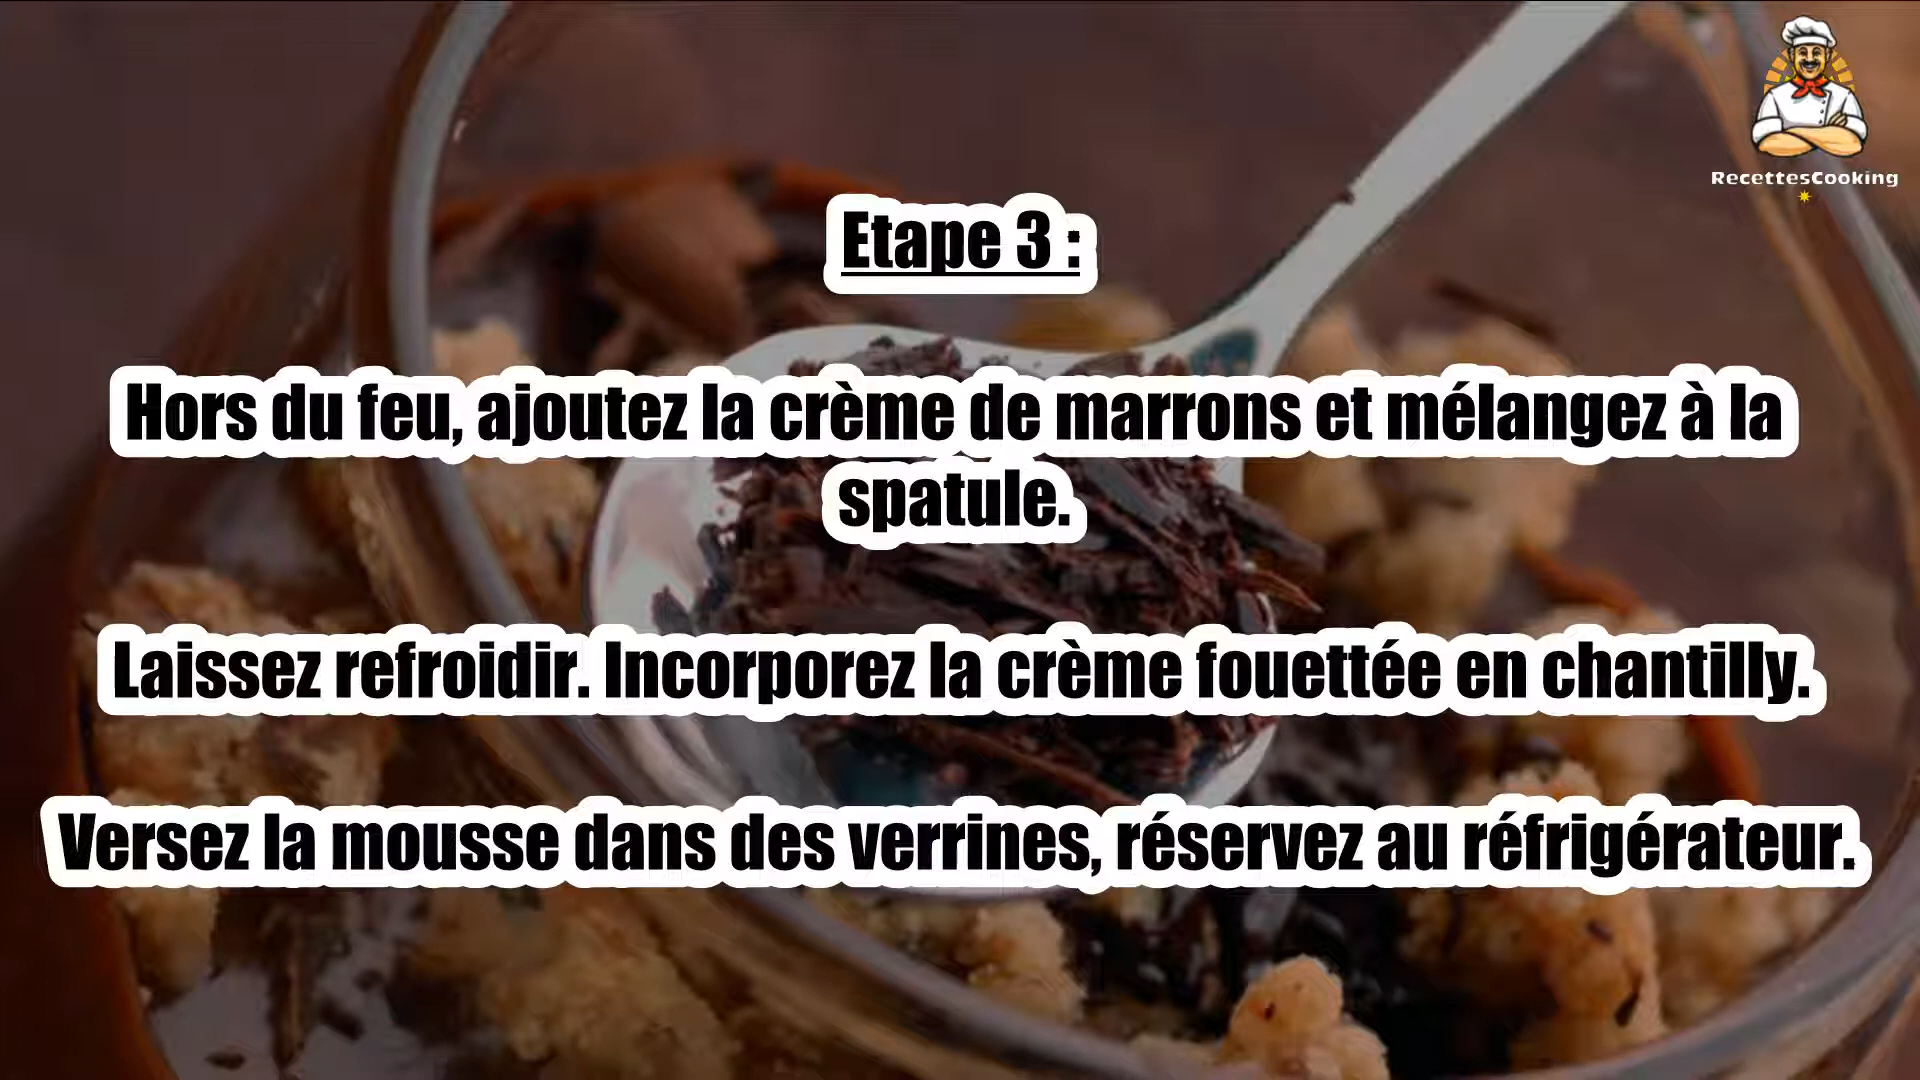 RecettesCooking
Etape 3 :
Hors du feu, ajoutez la crème de marrons et mélangez à la
spatule.
Laissez refroidir. Incorporez la crème fouettée en chantilly.
Versez la mousse dans des verrines, réservez au réfrigérateur.